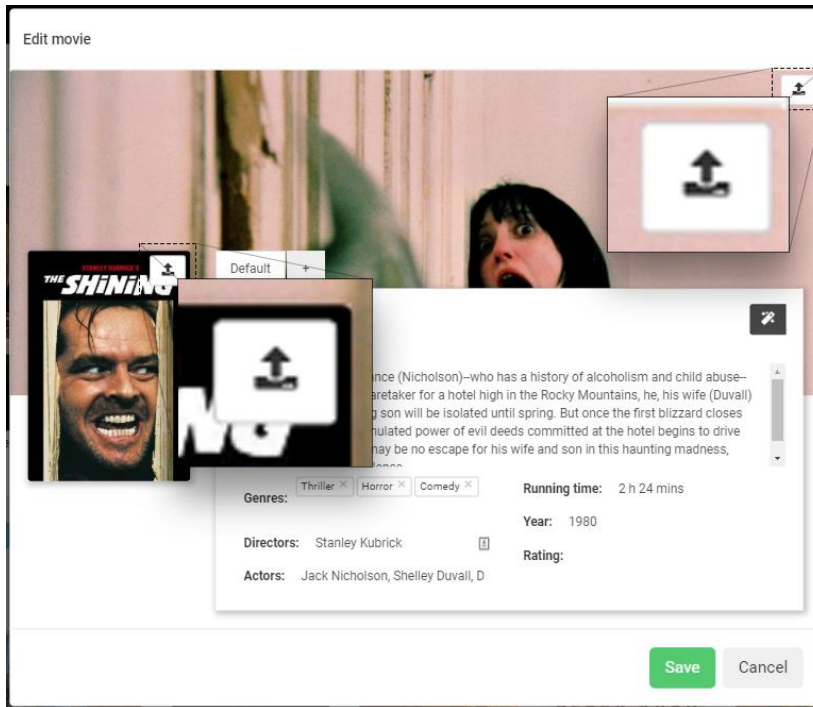 Edit movie
STANLEY KUBRICK'S
THE SHiNiNG
NG
Default +
ance (Nicholson)--who has a history of alcoholism and child abuse--
aretaker for a hotel high in the Rocky Mountains, he, his wife (Duvall)
g son will be isolated until spring. But once the first blizzard closes
mulated power of evil deeds committed at the hotel begins to drive
may be no escape for his wife and son in this haunting madness,
Genres: Thriller × Horror × Comedy ×
Running time: 2 h 24 mins
Year: 1980
Directors: Stanley Kubrick
Rating:
Actors: Jack Nicholson, Shelley Duvall, D
Save Cancel